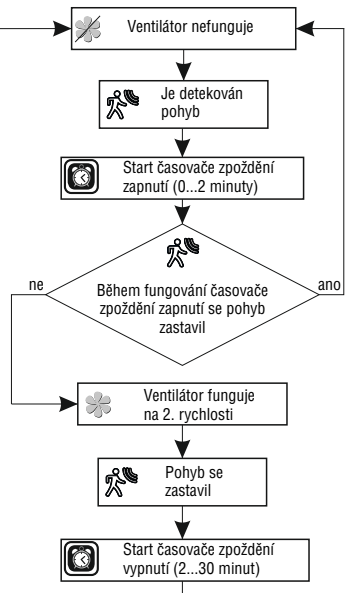 Ventilátor nefunguje
Je detekován
pohyb
Start časovače zpoždění
zapnutí (0...2 minuty)
ne
ano
Během fungování časovače
zpoždění zapnutí se pohyb
zastavil
Ventilátor funguje
na 2. rychlosti
Pohyb se
zastavil
Start časovače zpoždění
vypnutí (2...30 minut)